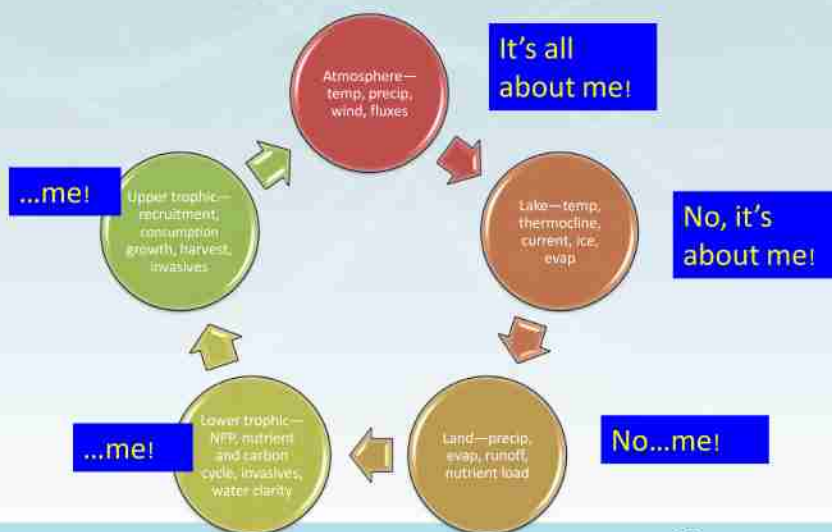 Atmosphere—
temp, precip,
wind, fluxes
It's all
about me!
Lake—temp,
thermocline,
current, ice,
evap
No, it's
about me!
Land—precip,
evap, runoff,
nutrient load
No...me!
Lower trophic—
NPP, nutrient
and carbon
cycle, invasives,
water clarity
...me!
Upper trophic—
recruitment,
consumption
growth, harvest,
invasives
...me!